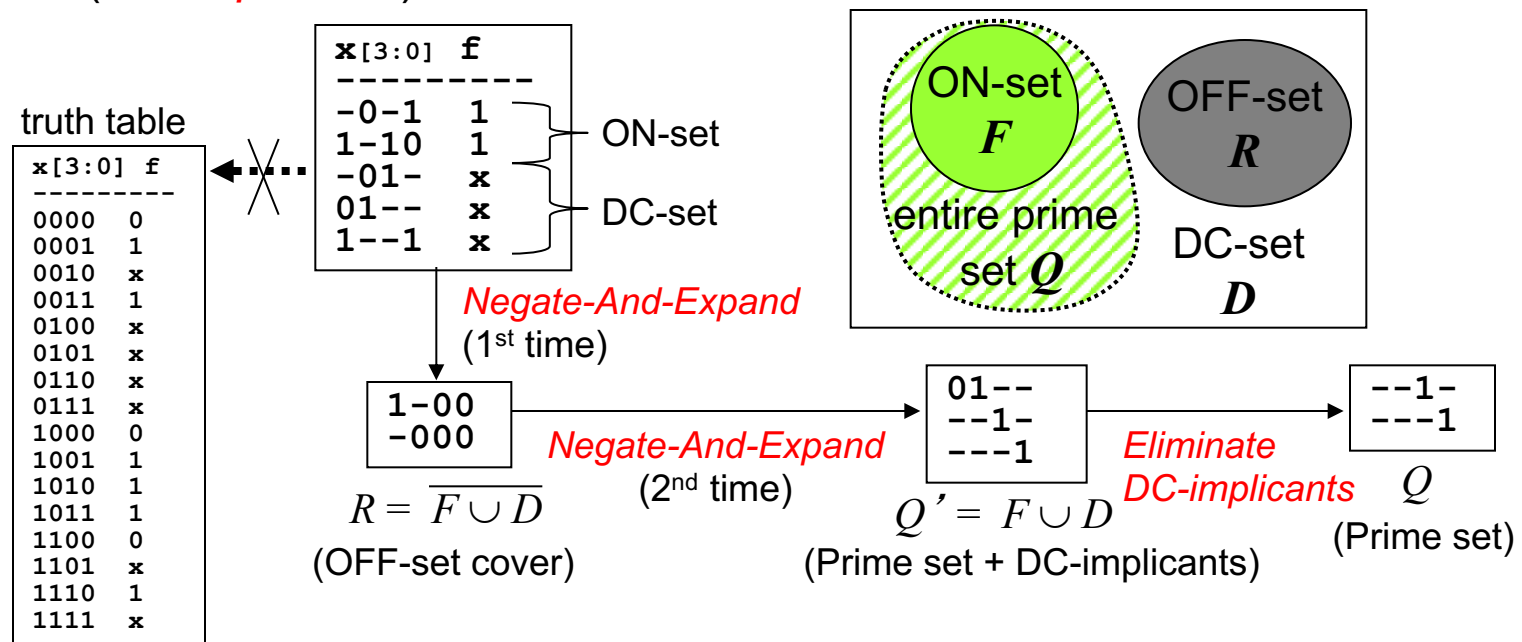 x[3:0] f
---------
-0-1 1
1-10 1
-01- x
01-- x
1--1 x
ON-set
DC-set
truth table
x[3:0] f
---------
0000 0
0001 1
0010 x
0011 1
0100 x
0101 x
0110 x
0111 x
1000 0
1001 1
1010 1
1011 1
1100 0
1101 x
1110 1
1111 x
ON-set
F
OFF-set
R
entire prime
set Q
DC-set
D
Negate-And-Expand
(1st time)
1-00
-000
R = \overline{F ∪ D}
(OFF-set cover)
Negate-And-Expand
(2nd time)
01--
--1-
---1
Q’ = F ∪ D
(Prime set + DC-implicants)
Eliminate
DC-implicants
--1-
---1
Q
(Prime set)